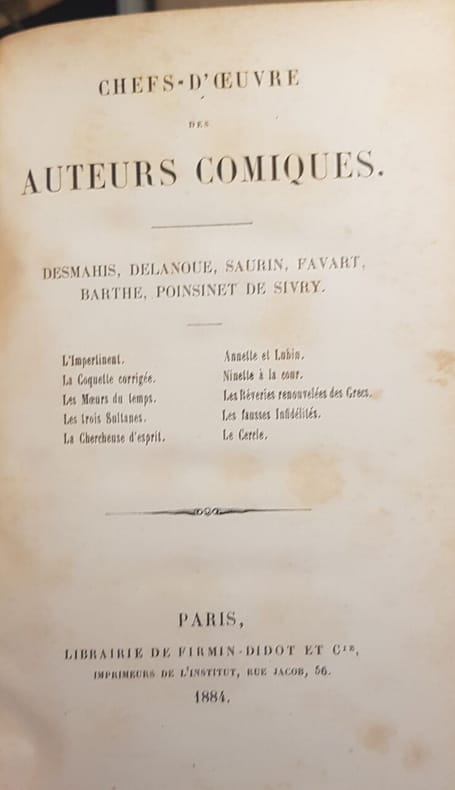 CHEFS-D'ŒUVRE
DES
AUTEURS COMIQUES.
DESMAHIS, DELANOUE, SAURIN, FAVART,
BARTHE, POINSINET DE SIVRY.
L'Impertinent.
La Coquette corrigée.
Les Mœurs du temps.
Les trois Sultanes.
La Chercheuse d'esprit.
Annette et Lubin.
Ninette à la cour.
Les Rêveries renouvelées des Grecs.
Les fausses Infidélités.
Le Cercle.
PARIS,
LIBRAIRIE DE FIRMIN-DIDOT ET Cie,
IMPRIMEURS DE L'INSTITUT, RUE JACOB, 56.
1884.